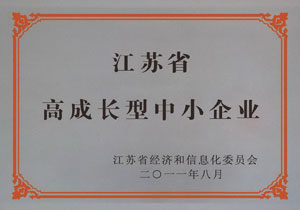 江苏省
高成长型中小企业
江苏省经济和信息化委员会
二〇一一年八月